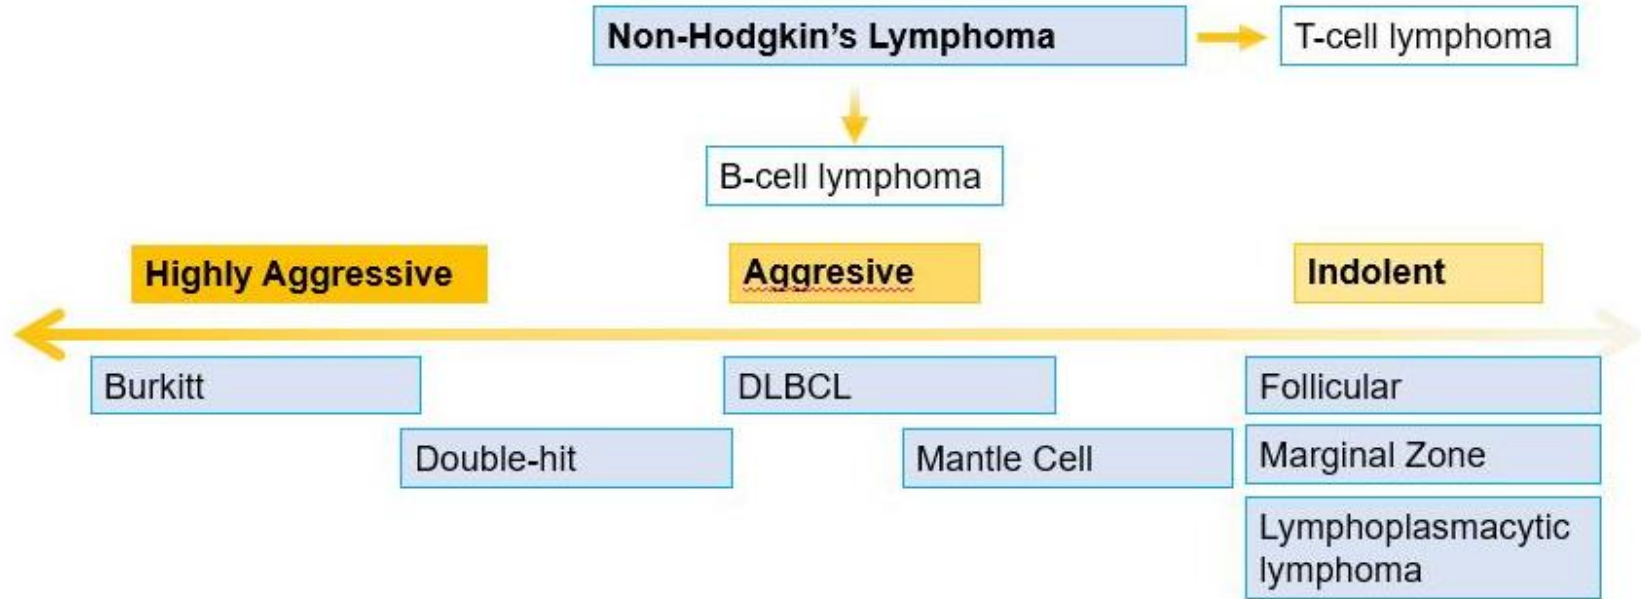 Non-Hodgkin's Lymphoma
T-cell lymphoma
B-cell lymphoma
Highly Aggressive
Aggresive
Indolent
Burkitt
DLBCL
Follicular
Double-hit
Mantle Cell
Marginal Zone
Lymphoplasmacytic
lymphoma